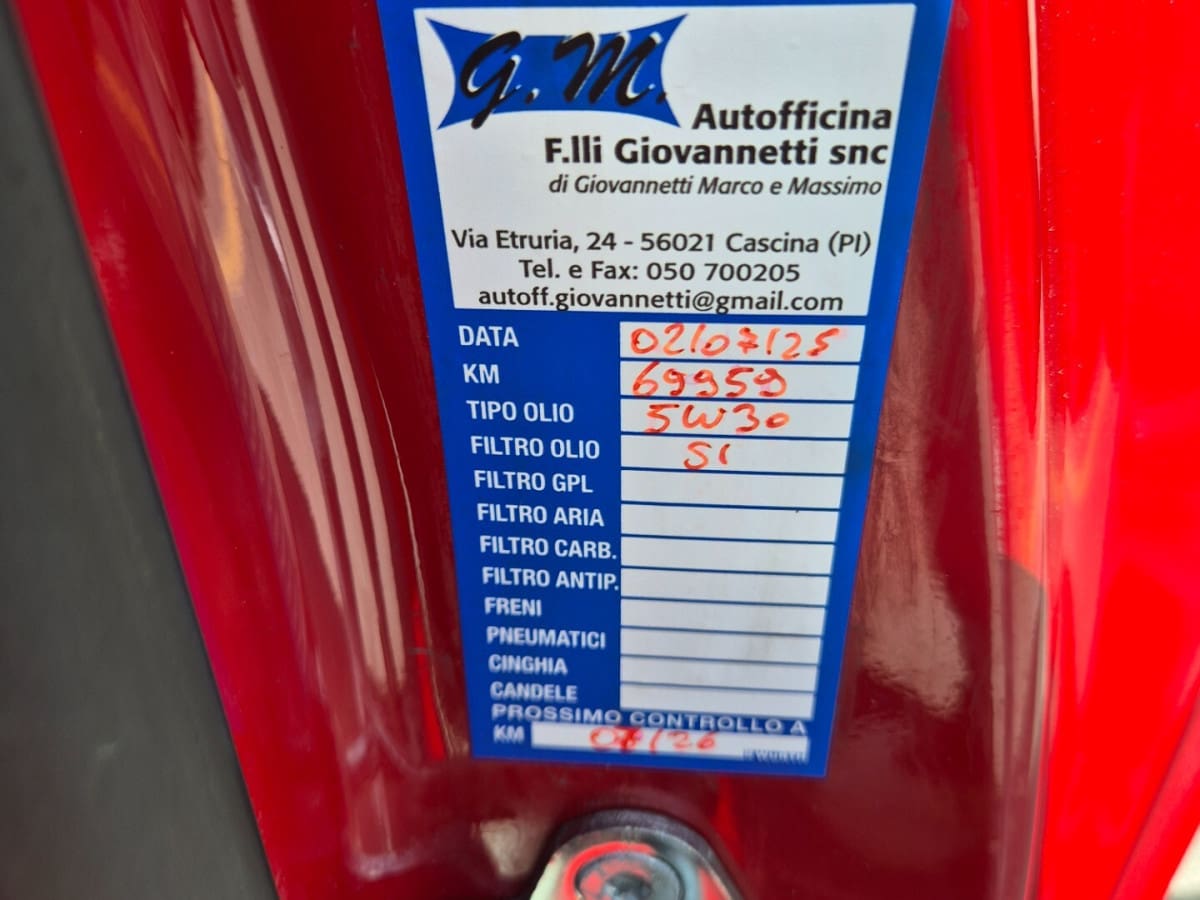 G.M.
Autofficina
F.lli Giovannetti snc
di Giovannetti Marco e Massimo
Via Etruria, 24 - 56021 Cascina (PI)
Tel. e Fax: 050 700205
autoff.giovannetti@gmail.com
DATA 02/07/25
KM 69959
TIPO OLIO 5W30
FILTRO OLIO SI
FILTRO GPL
FILTRO ARIA
FILTRO CARB.
FILTRO ANTIP.
FRENI
PNEUMATICI
CINGHIA
CANDELE
PROSSIMO CONTROLLO A
KM 07/26
WÜRTH